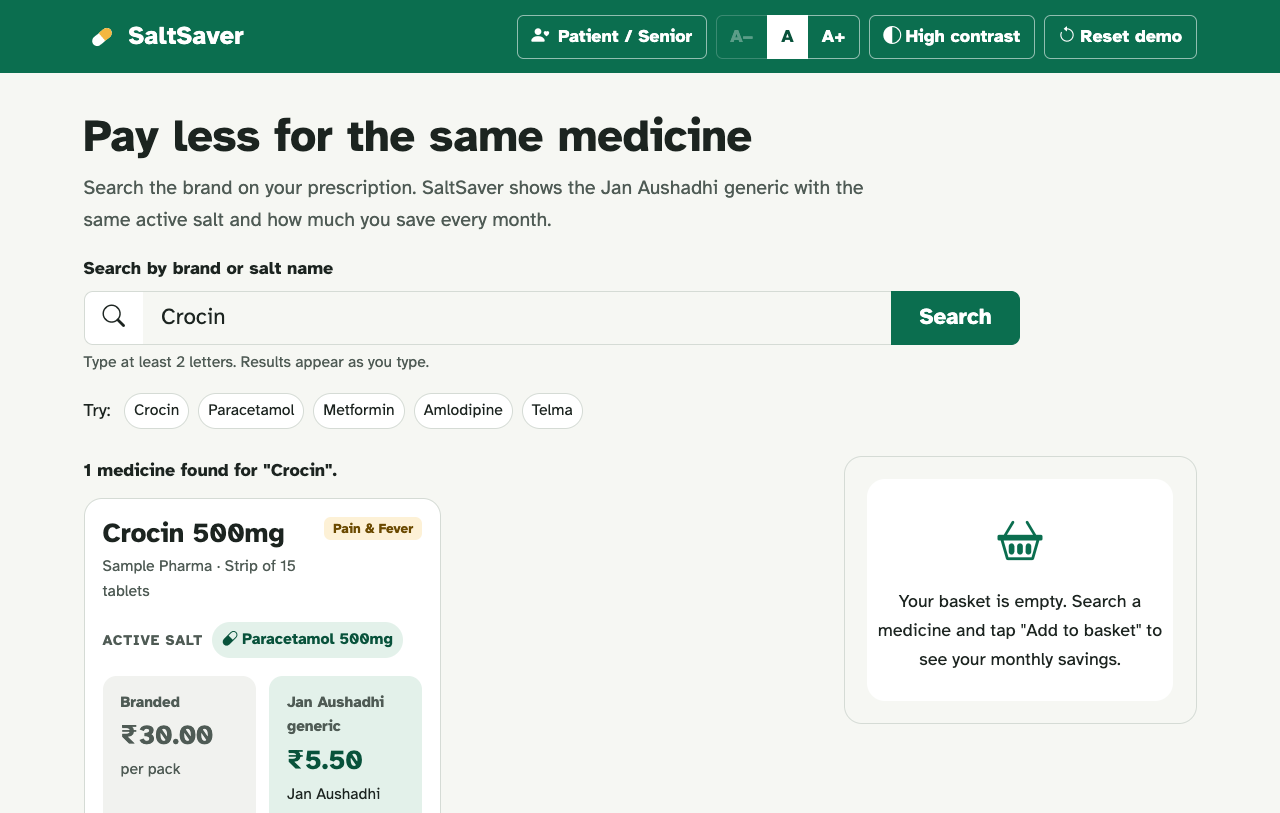 SaltSaver
Patient / Senior
A−
A
A+
High contrast
Reset demo
Pay less for the same medicine
Search the brand on your prescription. SaltSaver shows the Jan Aushadhi generic with the
same active salt and how much you save every month.
Search by brand or salt name
Crocin
Search
Type at least 2 letters. Results appear as you type.
Try:
Crocin
Paracetamol
Metformin
Amlodipine
Telma
1 medicine found for "Crocin".
Crocin 500mg
Pain & Fever
Sample Pharma · Strip of 15
tablets
ACTIVE SALT
Paracetamol 500mg
Branded
₹30.00
per pack
Jan Aushadhi
generic
₹5.50
Jan Aushadhi
Your basket is empty. Search a
medicine and tap "Add to basket" to
see your monthly savings.